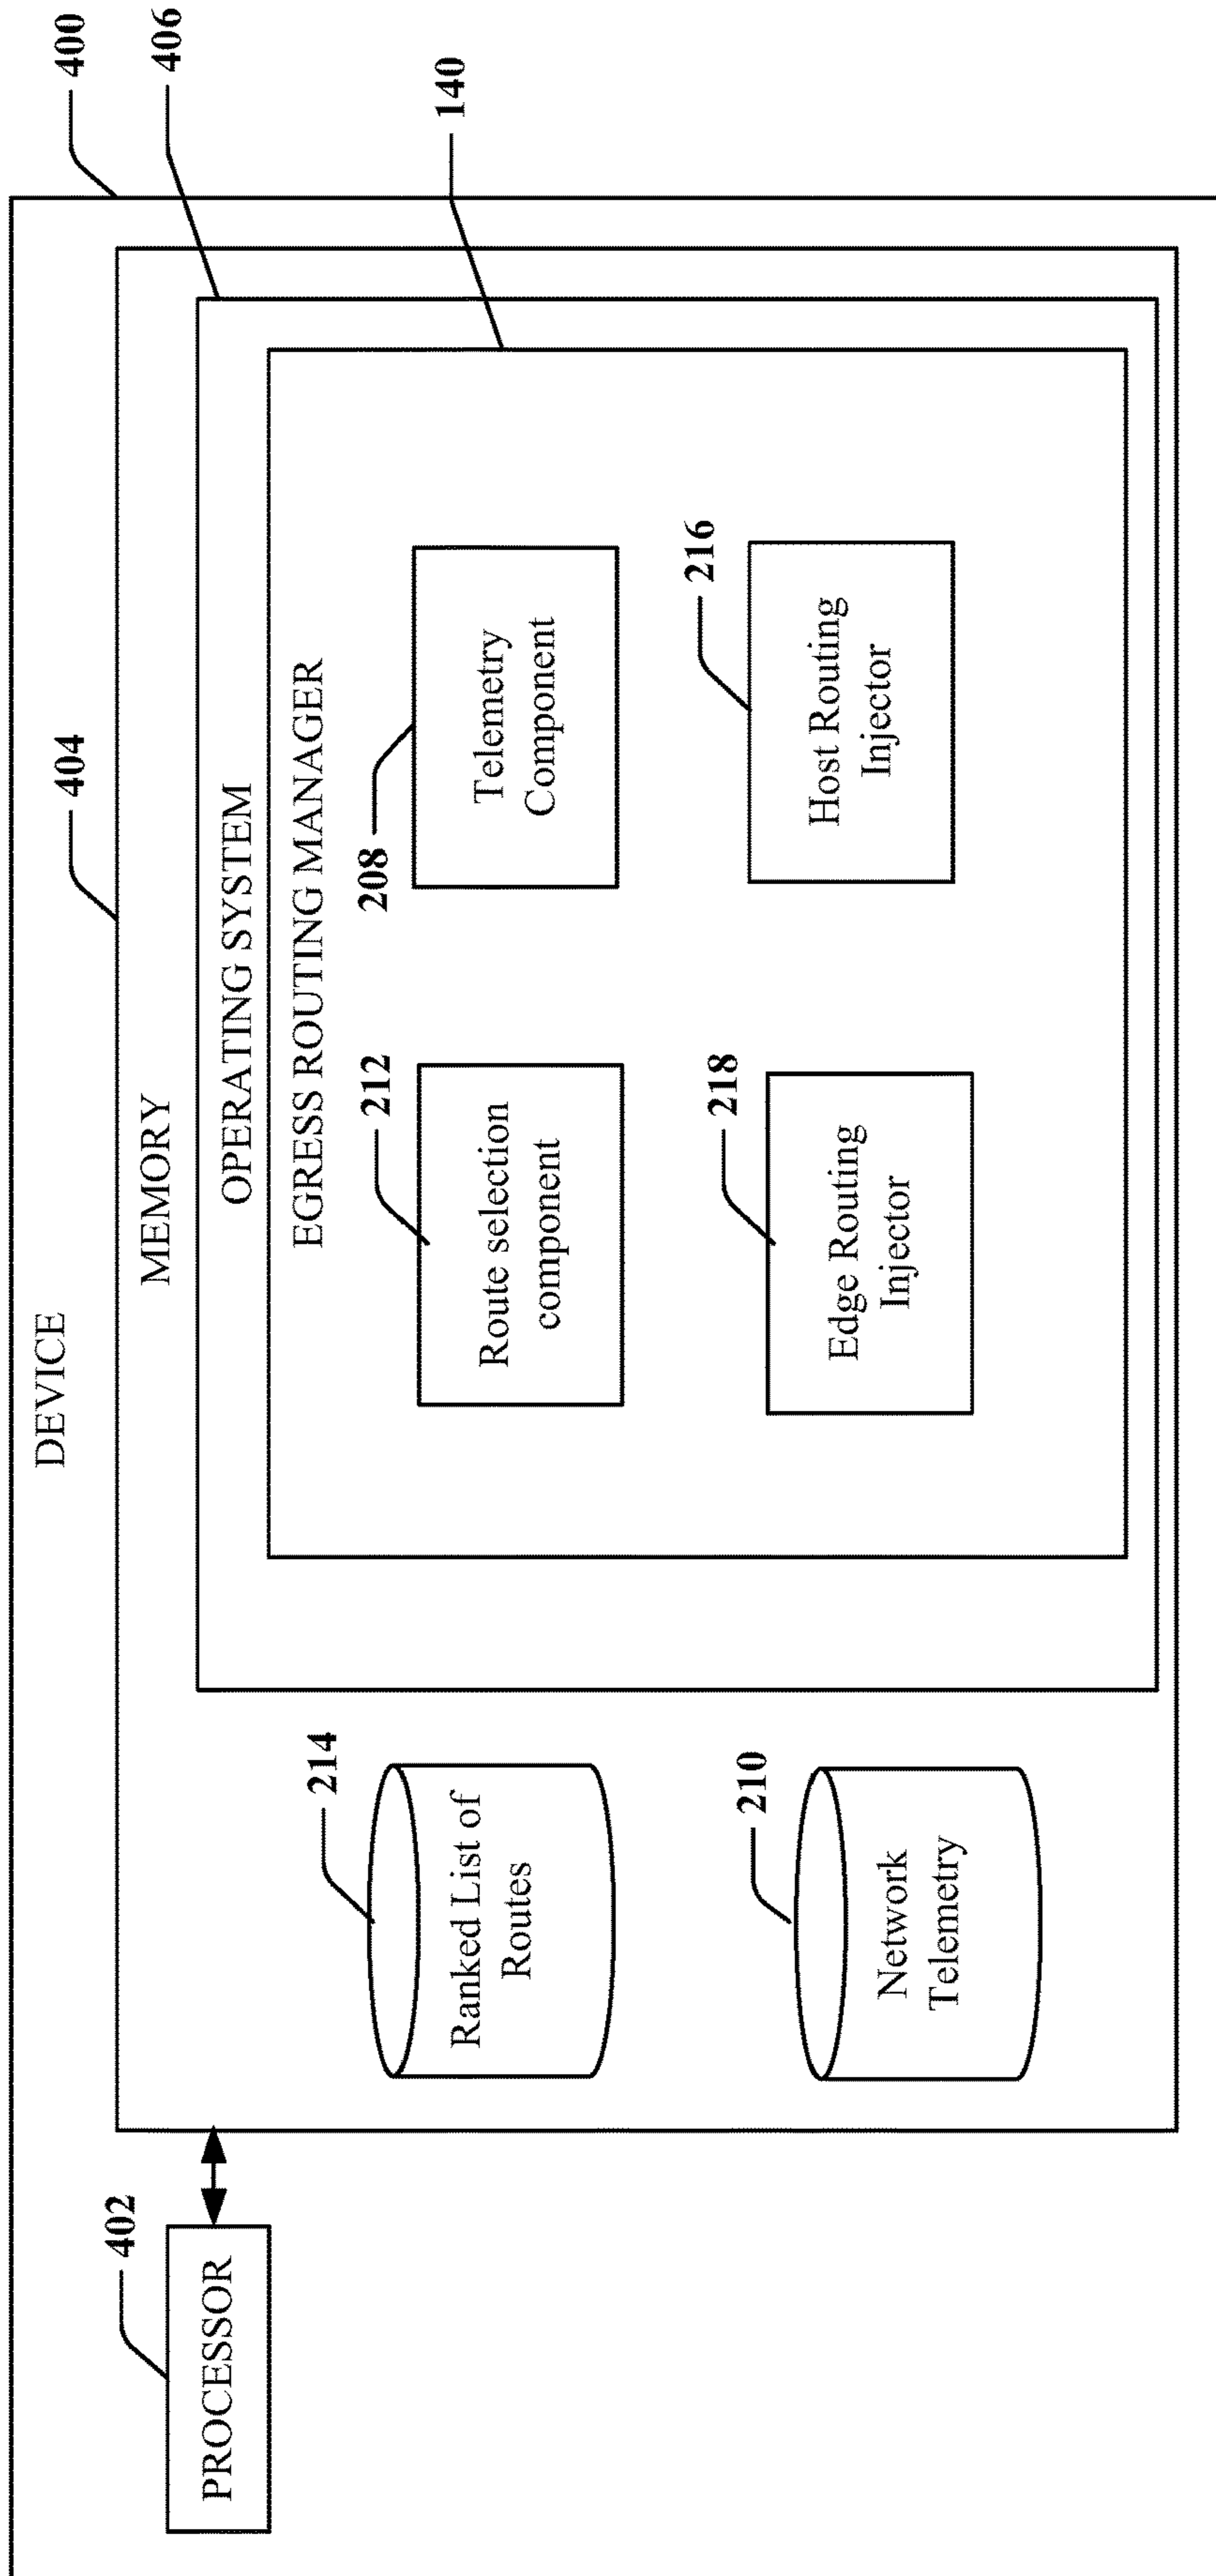 DEVICE
400
404
406
140
MEMORY
402
PROCESSOR
OPERATING SYSTEM
EGRESS ROUTING MANAGER
214
Ranked List of
Routes
212
Route selection
component
208
Telemetry
Component
210
Network
Telemetry
218
Edge Routing
Injector
216
Host Routing
Injector